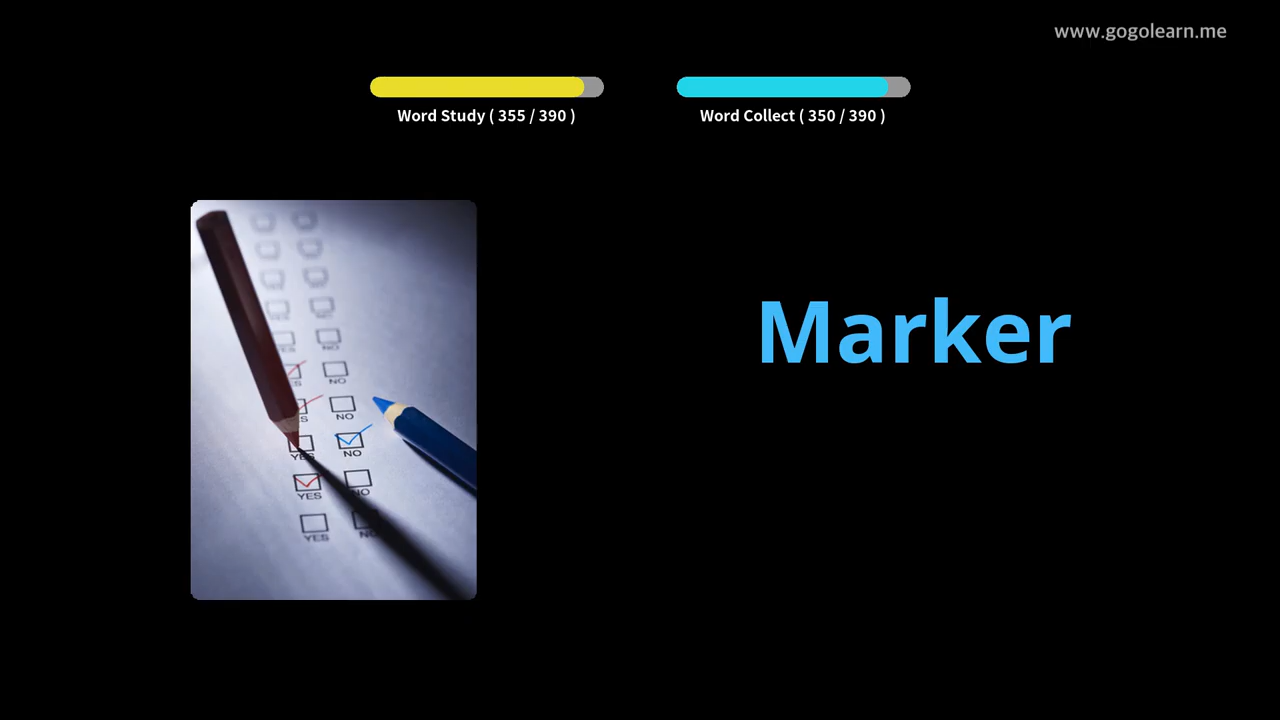 www.gogolearn.me
Word Study ( 355 / 390 )
Word Collect ( 350 / 390 )
Marker
NO
NO
NO
YES
NO
YES
NO
YES